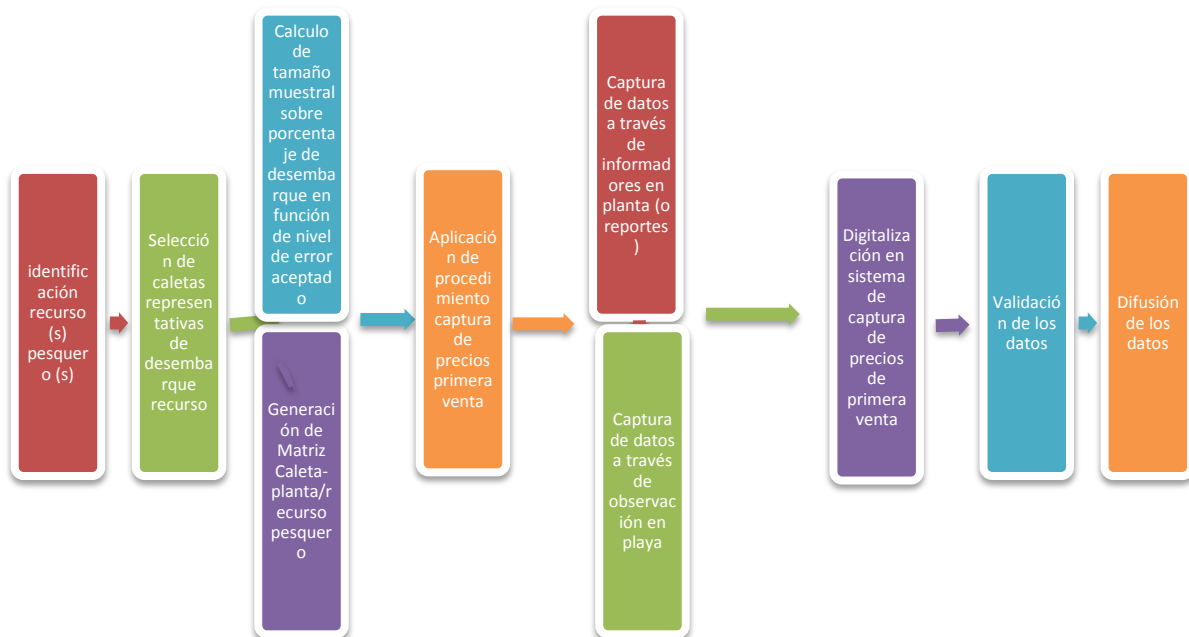 identific
ación
recurso
(s)
pesquer
o (s)
Selecció
n de
caletas
represen
tativas
de
desemba
rque
recurso
Calculo
de
tamaño
muestral
sobre
porcenta
je de
desemba
rque en
función
de nivel
de error
aceptad
o
Generaci
ón de
Matriz
Caleta-
planta/r
ecurso
pesquer
o
Aplicació
n de
procedi
miento
captura
de
precios
primera
venta
Captura
de datos
a través
de
informad
ores en
planta (o
reportes
)
Captura
de datos
a través
de
observa
ción en
playa
Digitaliza
ción en
sistema
de
captura
de
precios
de
primera
venta
Validació
n de los
datos
Difusión
de los
datos